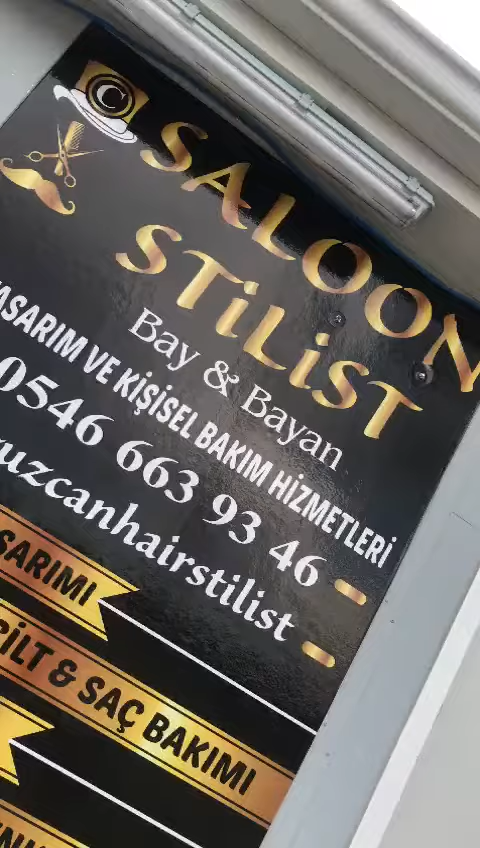 C
SALOON
STiLiST
Bay & Bayan
TASARIM VE KİŞİSEL BAKIM HİZMETLERİ
0546 663 93 46
uzcanhairstilist
SARIMI
CİLT & SAÇ BAKIMI